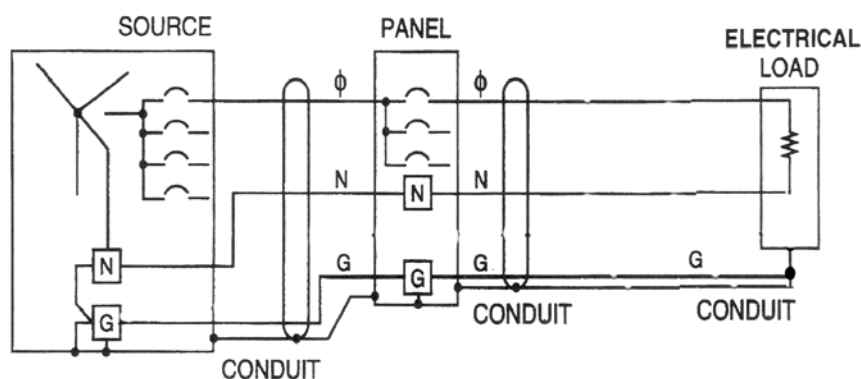 SOURCE
PANEL
ELECTRICAL
LOAD
ϕ
ϕ
N
N
N
N
G
G
G
G
G
CONDUIT
CONDUIT
CONDUIT